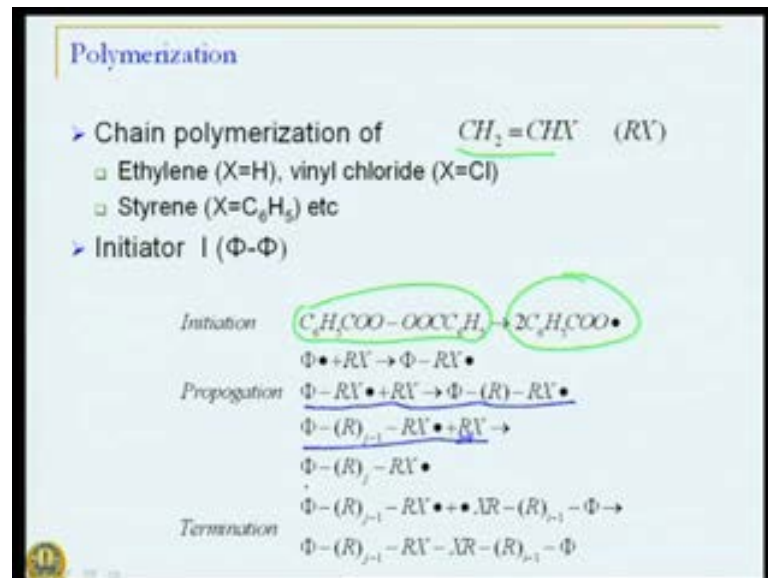 Polymerization
➢ Chain polymerization of CH₂ = CHX (RX)
❑ Ethylene (X=H), vinyl chloride (X=Cl)
❑ Styrene (X=C₆H₅) etc
➢ Initiator I (Φ-Φ)
Initiation C₆H₅COO − OOCC₆H₅ → 2C₆H₅COO•
Φ• + RX → Φ − RX•
Propogation Φ − RX• + RX → Φ − (R) − RX•
Φ − (R)ⱼ₋₁ − RX• + RX →
Φ − (R)ⱼ − RX•
Φ − (R)ⱼ₋₁ − RX• + •XR − (R)ᵢ₋₁ − Φ →
Termination
Φ − (R)ⱼ₋₁ − RX − XR − (R)ᵢ₋₁ − Φ